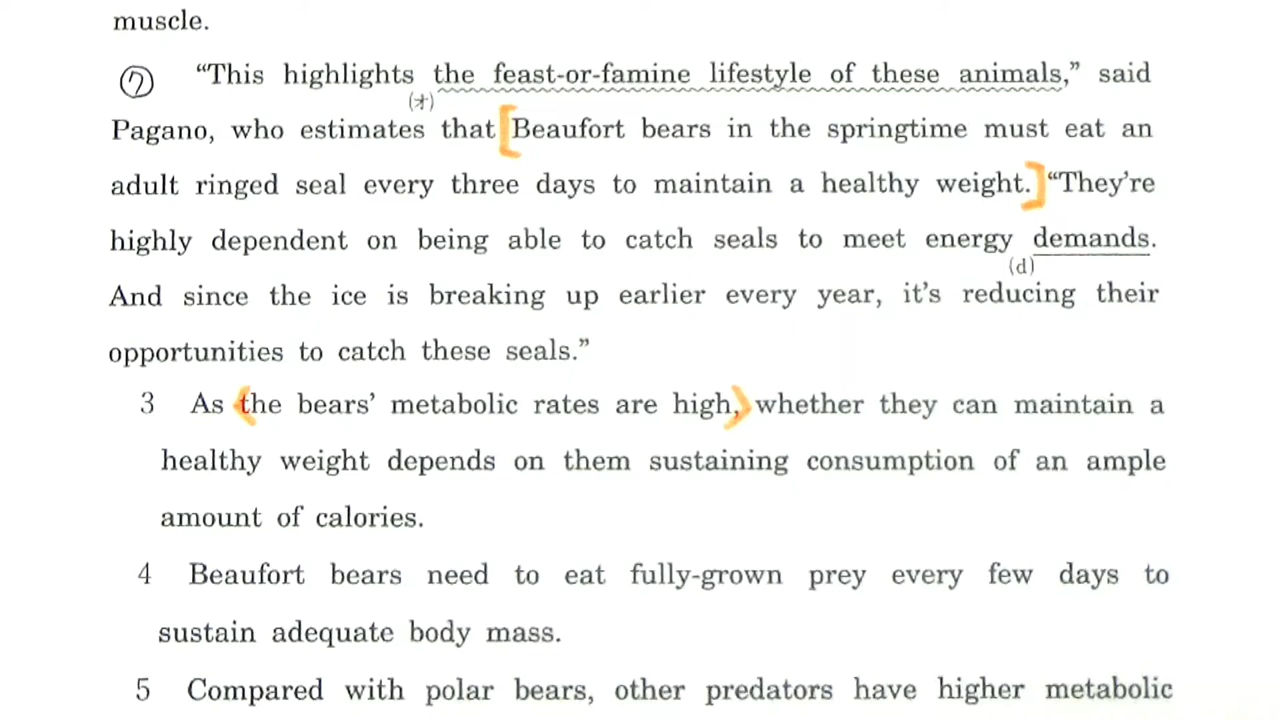 muscle.
⑦ “This highlights the feast-or-famine lifestyle of these animals,” said
(オ)
Pagano, who estimates that [Beaufort bears in the springtime must eat an
adult ringed seal every three days to maintain a healthy weight.] “They’re
highly dependent on being able to catch seals to meet energy demands.
(d)
And since the ice is breaking up earlier every year, it’s reducing their
opportunities to catch these seals.”
3 As ⟨the bears’ metabolic rates are high,⟩ whether they can maintain a
healthy weight depends on them sustaining consumption of an ample
amount of calories.
4 Beaufort bears need to eat fully-grown prey every few days to
sustain adequate body mass.
5 Compared with polar bears, other predators have higher metabolic